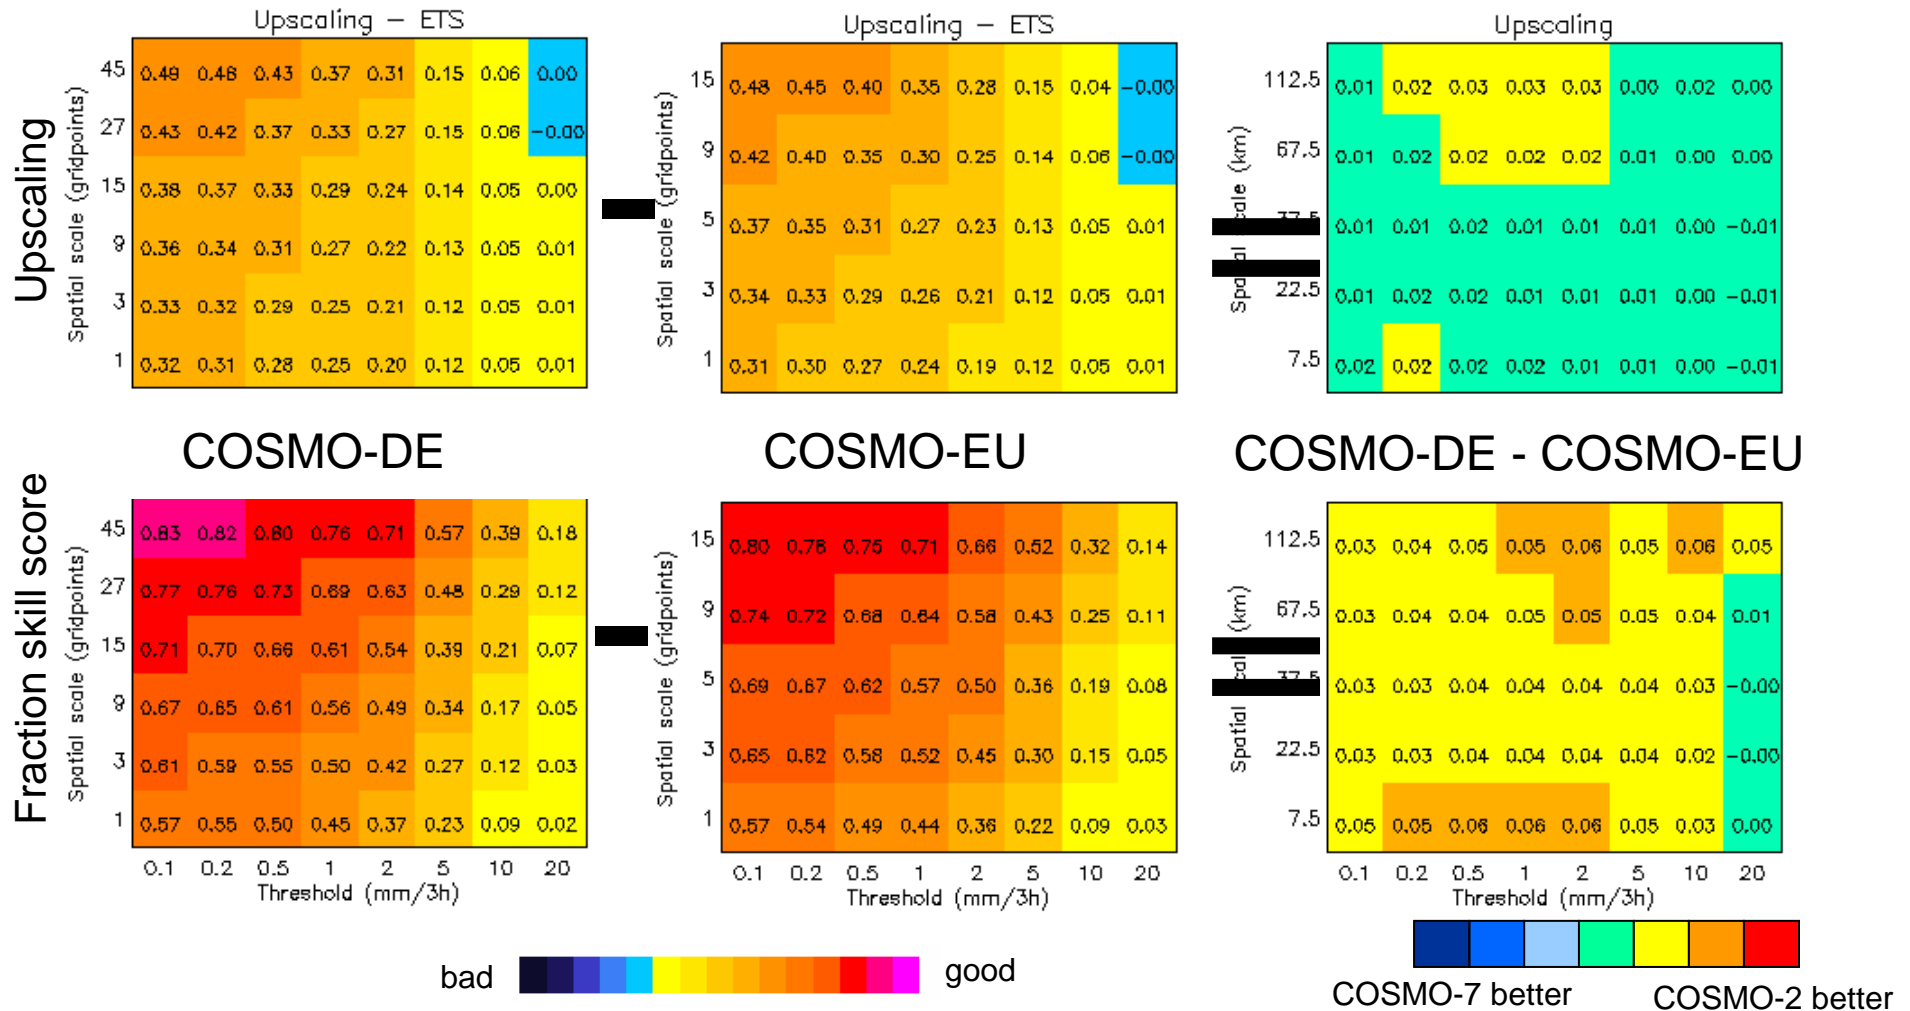 Upscaling
Upscaling - ETS
Spatial scale (gridpoints)
45 0.49 0.46 0.43 0.37 0.31 0.15 0.06 0.00
27 0.43 0.42 0.37 0.33 0.27 0.15 0.06 -0.00
15 0.38 0.37 0.33 0.29 0.24 0.14 0.05 0.00
9 0.36 0.34 0.31 0.27 0.22 0.13 0.05 0.01
3 0.33 0.32 0.29 0.25 0.21 0.12 0.05 0.01
1 0.32 0.31 0.28 0.25 0.20 0.12 0.05 0.01
Upscaling - ETS
Spatial scale (gridpoints)
15 0.48 0.45 0.40 0.35 0.28 0.15 0.04 -0.00
9 0.42 0.40 0.35 0.30 0.25 0.14 0.06 -0.00
5 0.37 0.35 0.31 0.27 0.23 0.13 0.05 0.01
3 0.34 0.33 0.29 0.26 0.21 0.12 0.05 0.01
1 0.31 0.30 0.27 0.24 0.19 0.12 0.05 0.01
Upscaling
(km)
112.5 0.01 0.02 0.03 0.03 0.03 0.00 0.02 0.00
67.5 0.01 0.02 0.02 0.02 0.02 0.01 0.00 0.00
37.5 0.01 0.01 0.02 0.01 0.01 0.01 0.00 -0.01
22.5 0.01 0.02 0.02 0.01 0.01 0.01 0.00 -0.01
7.5 0.02 0.02 0.02 0.02 0.01 0.01 0.00 -0.01
COSMO-DE
COSMO-EU
COSMO-DE - COSMO-EU
Fraction skill score
Spatial scale (gridpoints)
45 0.83 0.82 0.80 0.76 0.71 0.57 0.39 0.18
27 0.77 0.76 0.73 0.69 0.63 0.48 0.29 0.12
15 0.71 0.70 0.66 0.61 0.54 0.39 0.21 0.07
9 0.67 0.65 0.61 0.56 0.49 0.34 0.17 0.05
3 0.61 0.59 0.55 0.50 0.42 0.27 0.12 0.03
1 0.57 0.55 0.50 0.45 0.37 0.23 0.09 0.02
0.1 0.2 0.5 1 2 5 10 20
Threshold (mm/3h)
Spatial scale (gridpoints)
15 0.80 0.78 0.75 0.71 0.66 0.52 0.32 0.14
9 0.74 0.72 0.68 0.64 0.58 0.43 0.25 0.11
5 0.69 0.67 0.62 0.57 0.50 0.36 0.19 0.08
3 0.65 0.62 0.58 0.52 0.45 0.30 0.15 0.05
1 0.57 0.54 0.49 0.44 0.36 0.22 0.09 0.03
0.1 0.2 0.5 1 2 5 10 20
Threshold (mm/3h)
Spatial (km)
112.5 0.03 0.04 0.05 0.05 0.06 0.05 0.06 0.05
67.5 0.03 0.04 0.04 0.05 0.05 0.05 0.04 0.01
37.5 0.03 0.03 0.04 0.04 0.04 0.04 0.03 -0.00
22.5 0.03 0.03 0.04 0.04 0.04 0.04 0.02 -0.00
7.5 0.05 0.05 0.06 0.06 0.06 0.05 0.03 0.00
0.1 0.2 0.5 1 2 5 10 20
Threshold (mm/3h)
bad
good
COSMO-7 better
COSMO-2 better